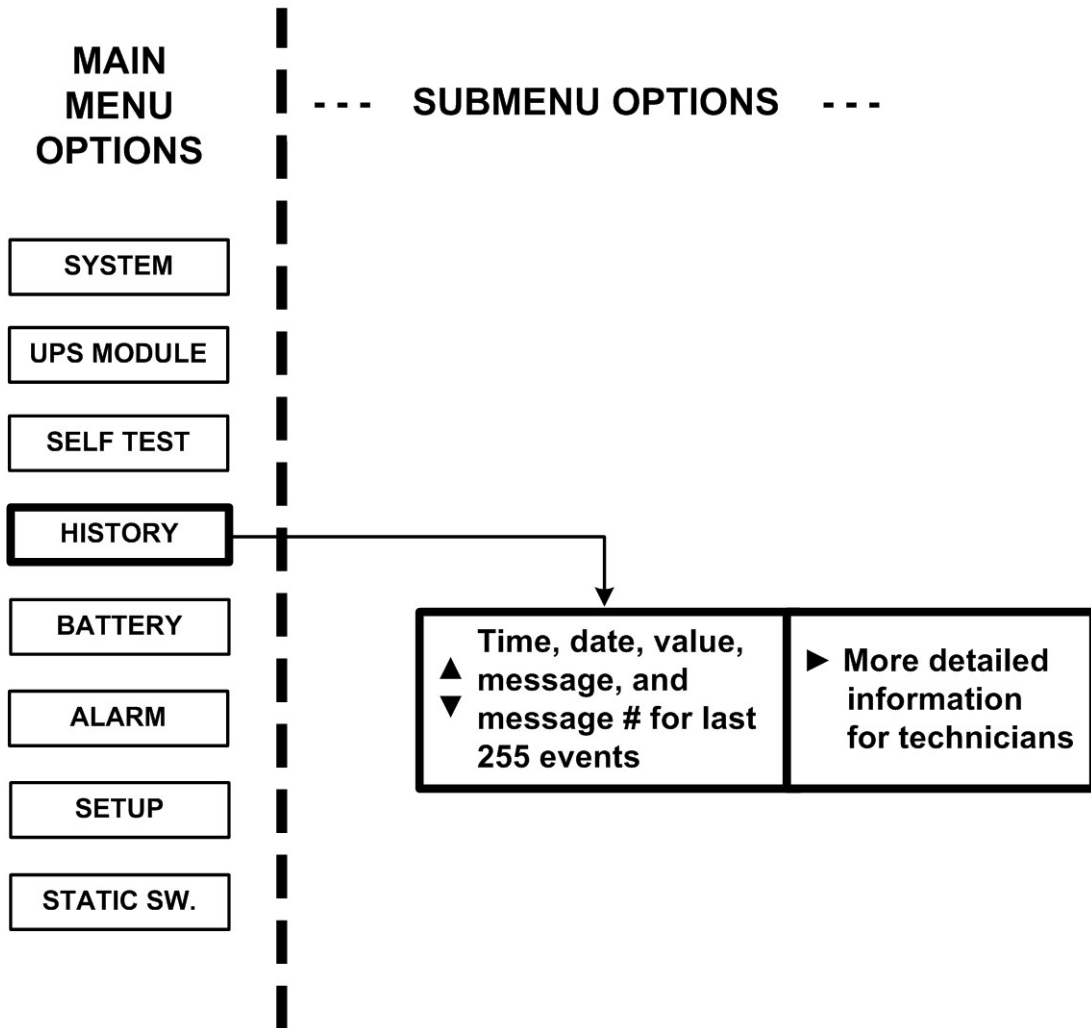 MAIN
MENU
OPTIONS
- - - SUBMENU OPTIONS - - -
SYSTEM
UPS MODULE
SELF TEST
HISTORY
BATTERY
ALARM
SETUP
STATIC SW.
▲
▼
Time, date, value,
message, and
message # for last
255 events
► More detailed
information
for technicians